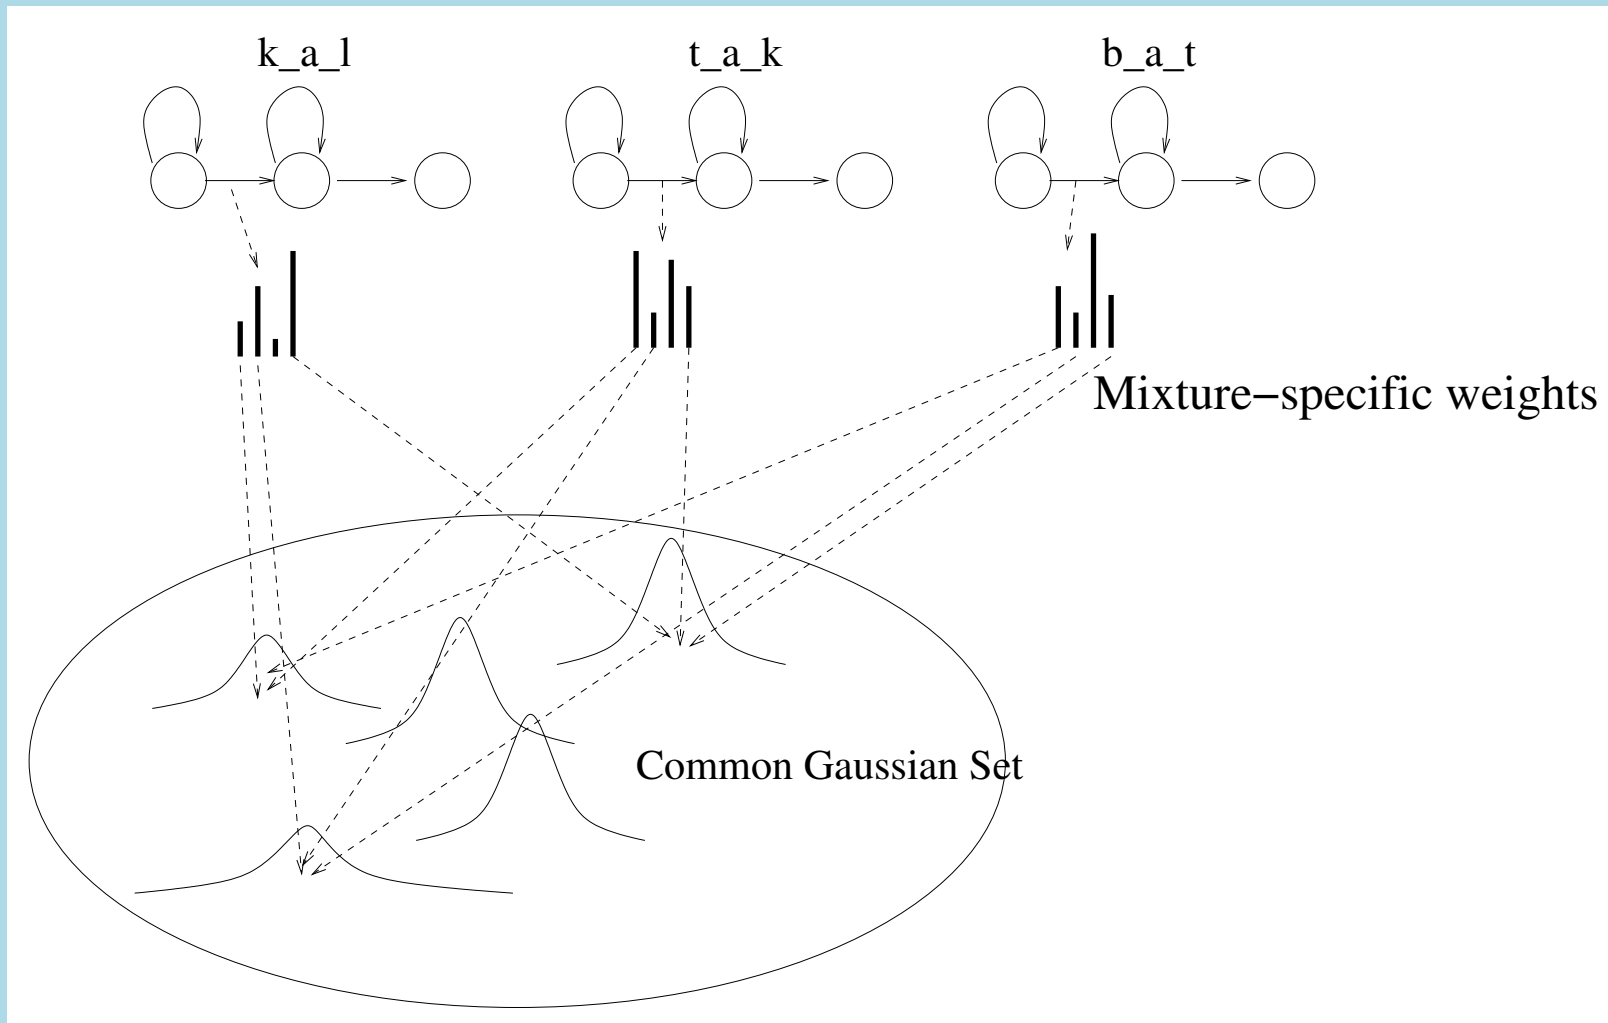 k_a_l
t_a_k
b_a_t
Mixture−specific weights
Common Gaussian Set